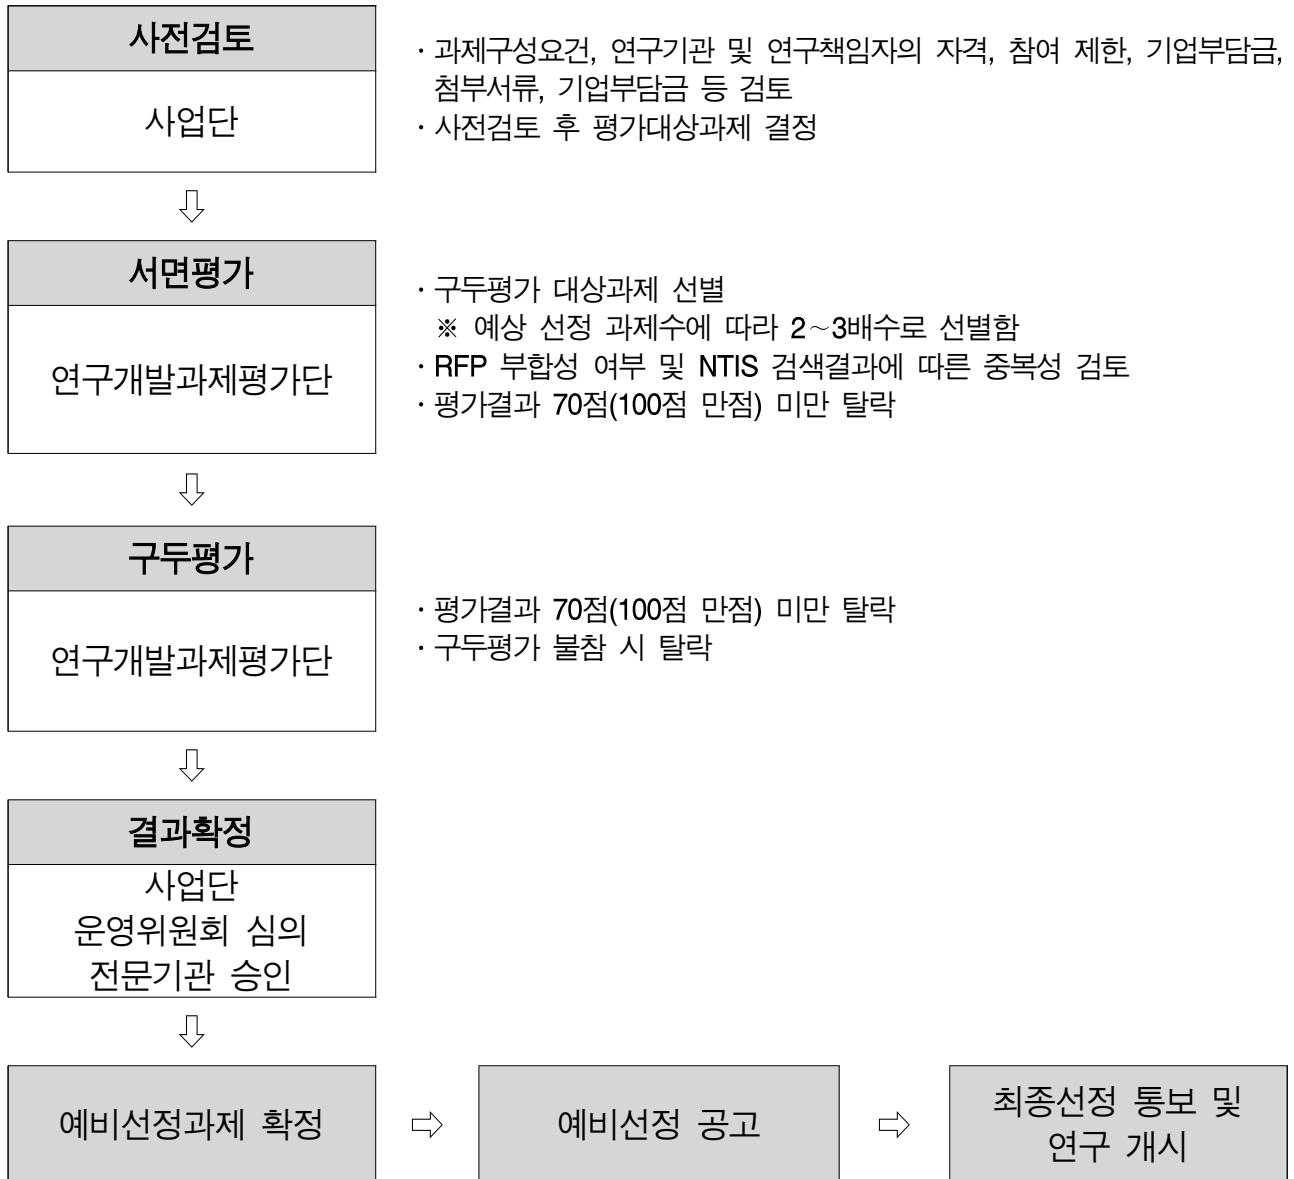 사전검토
사업단
· 과제구성요건, 연구기관 및 연구책임자의 자격, 참여 제한, 기업부담금,
첨부서류, 기업부담금 등 검토
· 사전검토 후 평가대상과제 결정
⇩
서면평가
연구개발과제평가단
· 구두평가 대상과제 선별
※ 예상 선정 과제수에 따라 2∼3배수로 선별함
· RFP 부합성 여부 및 NTIS 검색결과에 따른 중복성 검토
· 평가결과 70점(100점 만점) 미만 탈락
⇩
구두평가
연구개발과제평가단
· 평가결과 70점(100점 만점) 미만 탈락
· 구두평가 불참 시 탈락
⇩
결과확정
사업단
운영위원회 심의
전문기관 승인
⇩
예비선정과제 확정
⇨
예비선정 공고
⇨
최종선정 통보 및
연구 개시